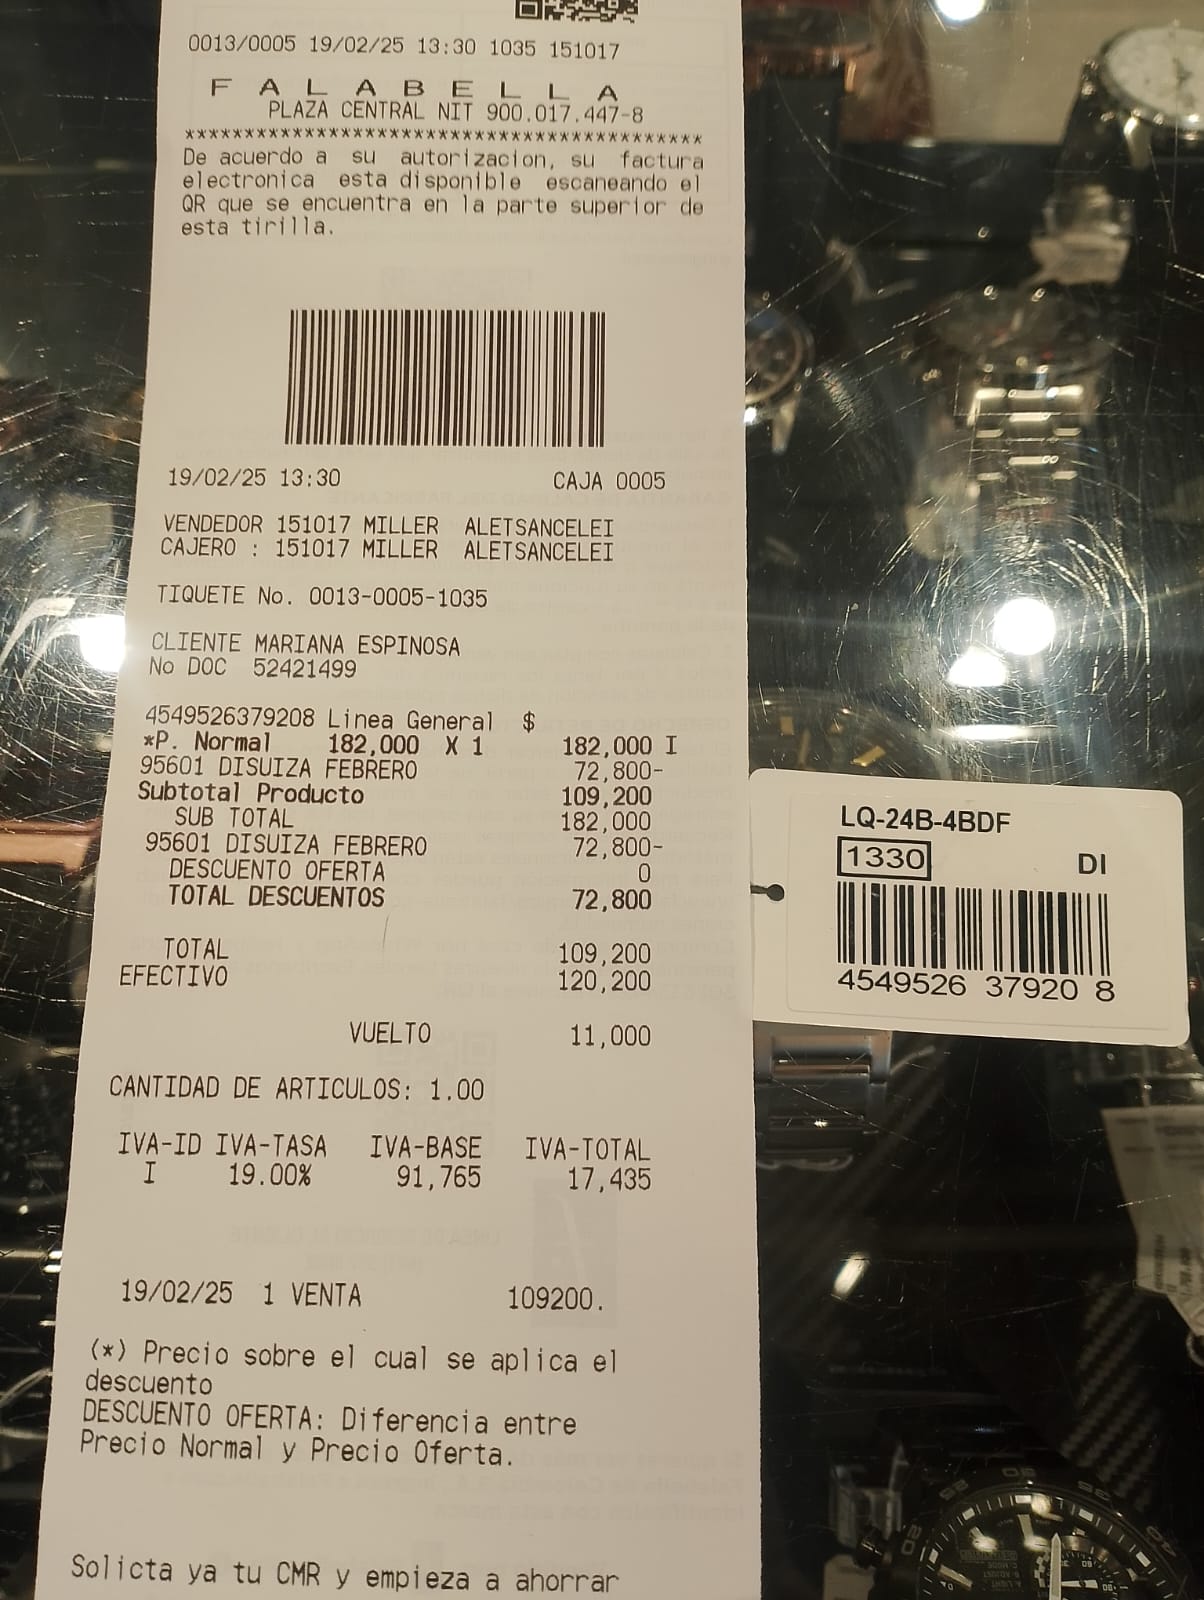 0013/0005 19/02/25 13:30 1035 151017
F A L A B E L L A
PLAZA CENTRAL NIT 900.017.447-8
*******************************************
De acuerdo a su autorizacion, su factura
electronica esta disponible escaneando el
QR que se encuentra en la parte superior de
esta tirilla.
19/02/25 13:30 CAJA 0005
VENDEDOR 151017 MILLER ALETSANCELEI
CAJERO : 151017 MILLER ALETSANCELEI
TIQUETE No. 0013-0005-1035
CLIENTE MARIANA ESPINOSA
No DOC 52421499
4549526379208 Linea General $
*P. Normal 182,000 X 1 182,000 I
95601 DISUIZA FEBRERO 72,800-
Subtotal Producto 109,200
SUB TOTAL 182,000
95601 DISUIZA FEBRERO 72,800-
DESCUENTO OFERTA 0
TOTAL DESCUENTOS 72,800
TOTAL 109,200
EFECTIVO 120,200
VUELTO 11,000
CANTIDAD DE ARTICULOS: 1.00
IVA-ID IVA-TASA IVA-BASE IVA-TOTAL
I 19.00% 91,765 17,435
19/02/25 1 VENTA 109200.
(*) Precio sobre el cual se aplica el
descuento
DESCUENTO OFERTA: Diferencia entre
Precio Normal y Precio Oferta.
Solicta ya tu CMR y empieza a ahorrar
LQ-24B-4BDF
1330 DI
4549526 37920 8